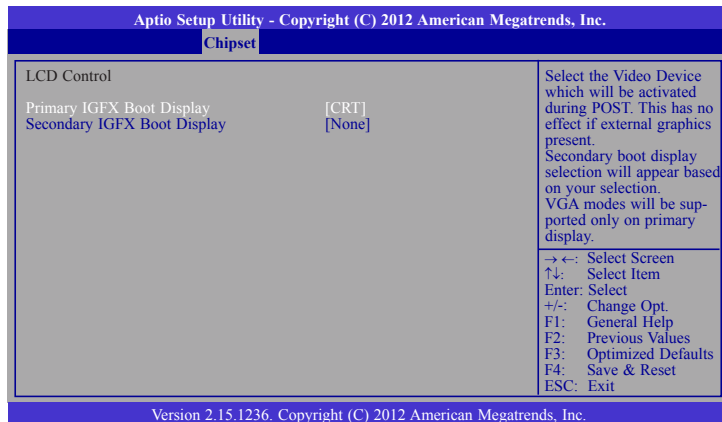 Aptio Setup Utility - Copyright (C) 2012 American Megatrends, Inc.
Chipset
LCD Control
Primary IGFX Boot Display [CRT]
Secondary IGFX Boot Display [None]
Select the Video Device
which will be activated
during POST. This has no
effect if external graphics
present.
Secondary boot display
selection will appear based
on your selection.
VGA modes will be sup-
ported only on primary
display.
→←: Select Screen
↑↓: Select Item
Enter: Select
+/-: Change Opt.
F1: General Help
F2: Previous Values
F3: Optimized Defaults
F4: Save & Reset
ESC: Exit
Version 2.15.1236. Copyright (C) 2012 American Megatrends, Inc.